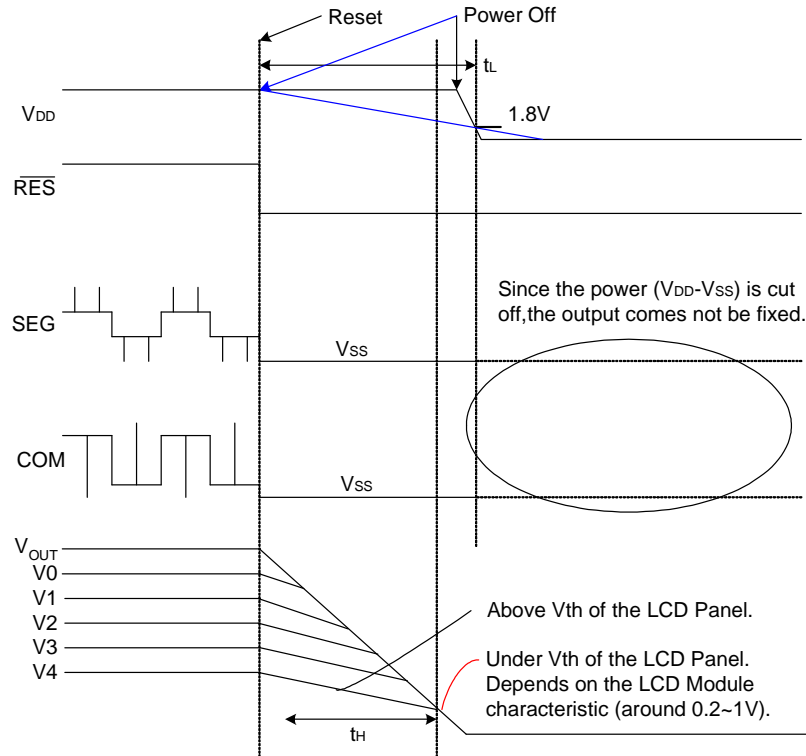 Reset
Power Off
tL
VDD
1.8V
RES
Since the power (VDD-VSS) is cut
off,the output comes not be fixed.
SEG
VSS
COM
VSS
VOUT
V0
V1
V2
V3
V4
Above Vth of the LCD Panel.
Under Vth of the LCD Panel.
Depends on the LCD Module
characteristic (around 0.2~1V).
tH